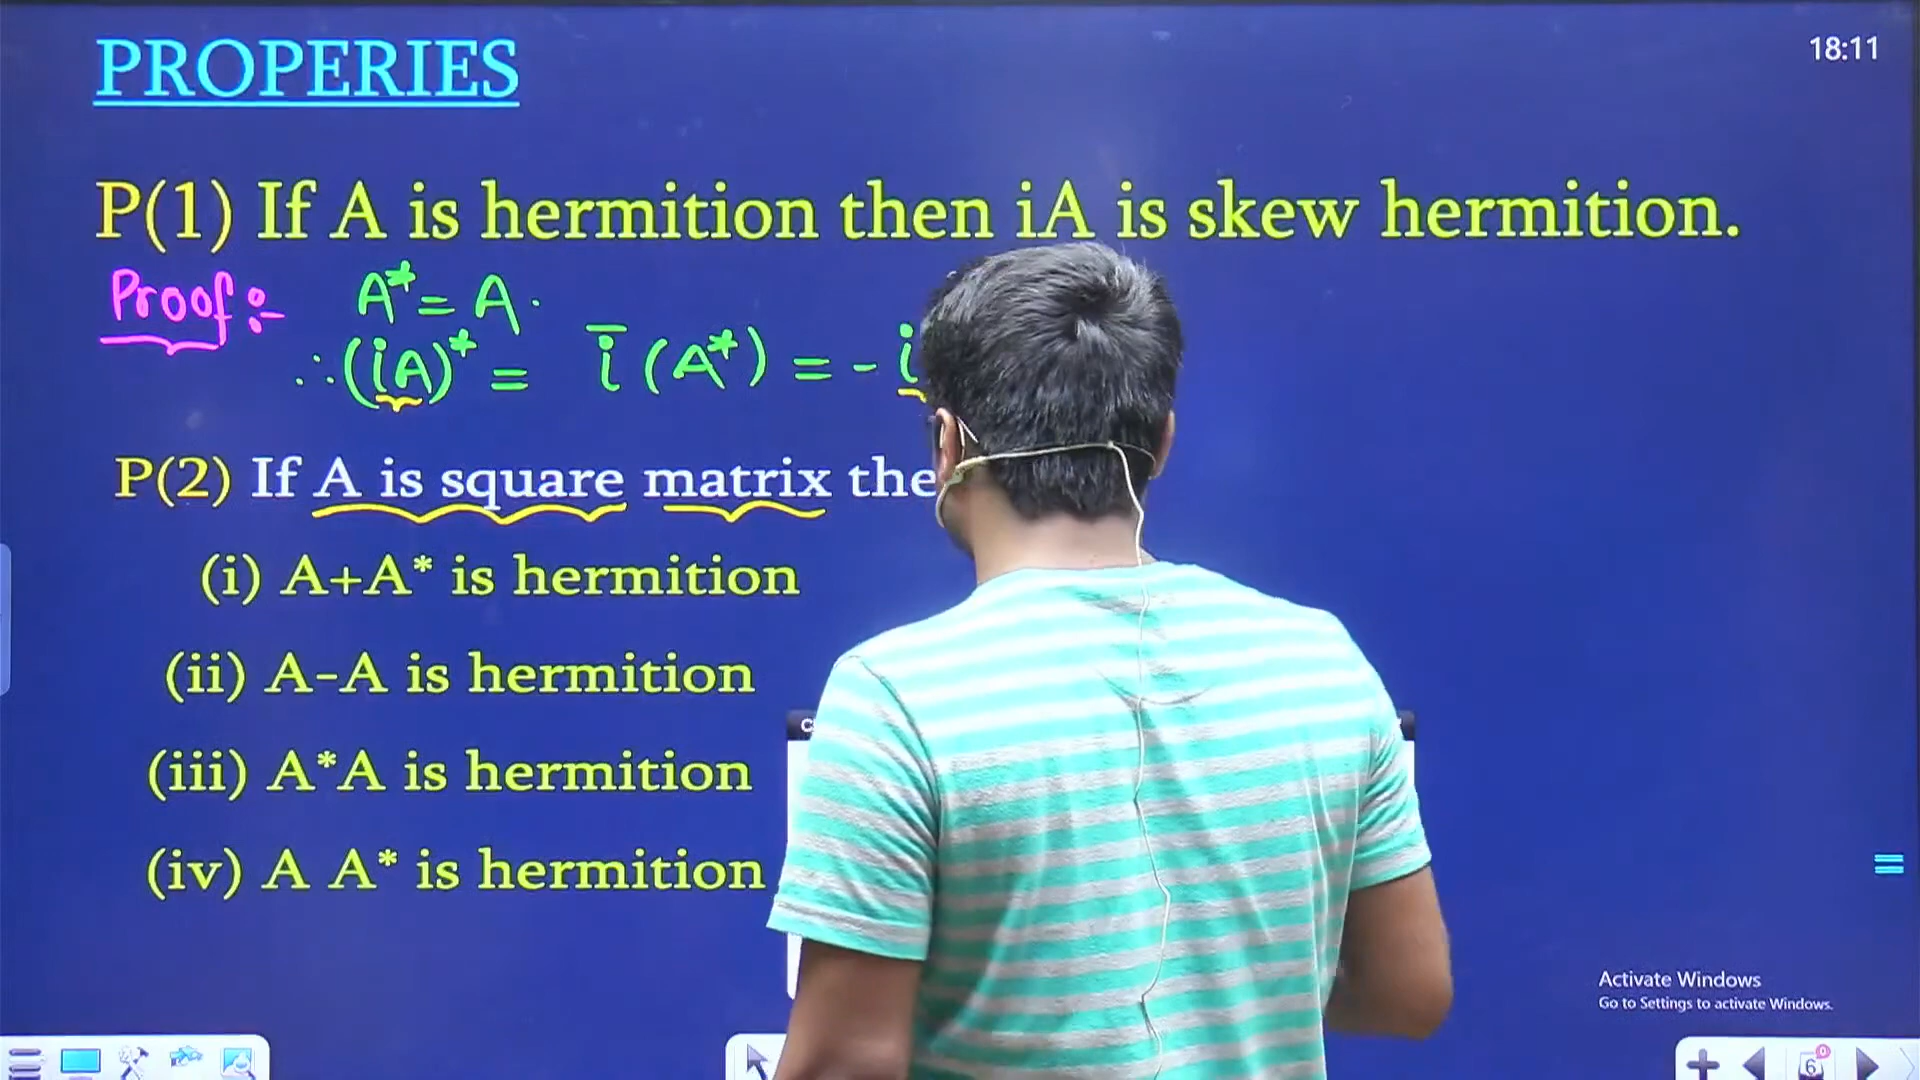 PROPERIES
18:11
P(1) If A is hermition then iA is skew hermition.
Proof :- A* = A.
∴ (iA)* = i̅ (A*) = - i
P(2) If A is square matrix the
(i) A+A* is hermition
(ii) A-A is hermition
(iii) A*A is hermition
(iv) A A* is hermition
Activate Windows
Go to Settings to activate Windows.
6